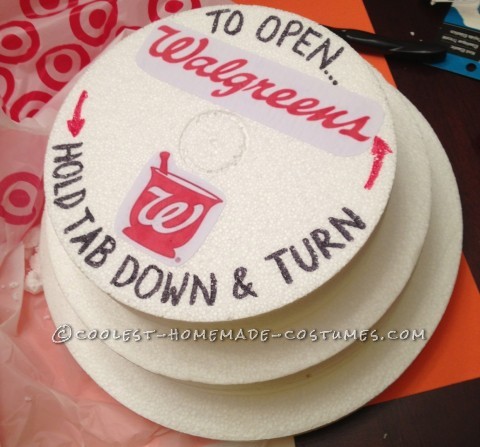 TO OPEN...
Walgreens
W
HOLD TAB DOWN & TURN
©COOLEST-HOMEMADE-COSTUMES.COM